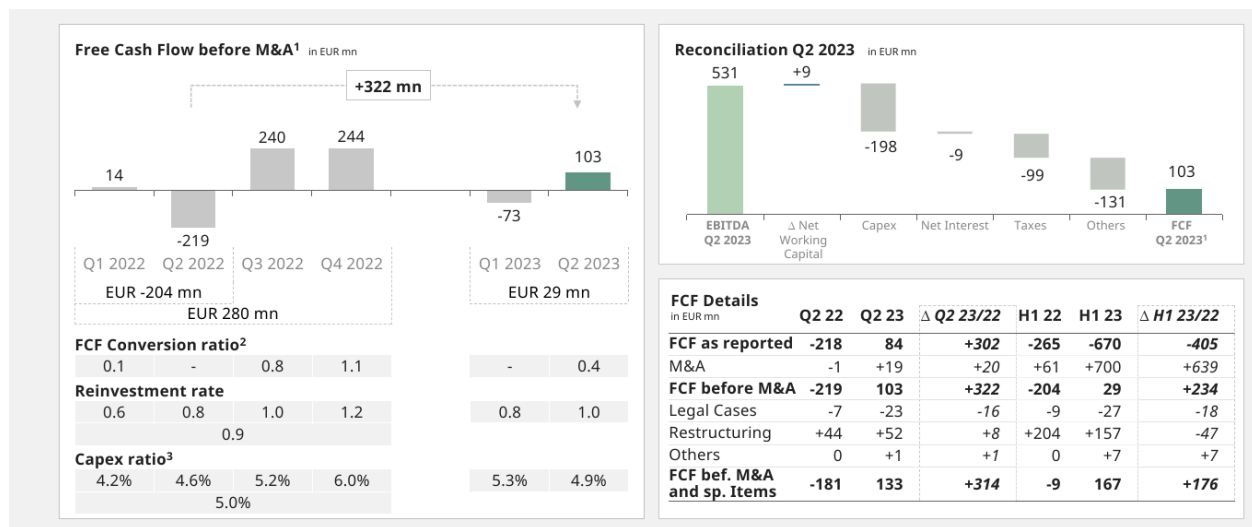 Free Cash Flow before M&A¹ in EUR mn
+322 mn
14
-219
240
244
-73
103
Q1 2022 Q2 2022 Q3 2022 Q4 2022 Q1 2023 Q2 2023
EUR -204 mn EUR 29 mn
EUR 280 mn
FCF Conversion ratio²
0.1 - 0.8 1.1 - 0.4
Reinvestment rate
0.6 0.8 1.0 1.2 0.8 1.0
0.9
Capex ratio³
4.2% 4.6% 5.2% 6.0% 5.3% 4.9%
5.0%
Reconciliation Q2 2023 in EUR mn
531
+9
-198
-9
-99
-131
103
EBITDA
Q2 2023
Δ Net
Working
Capital
Capex
Net Interest
Taxes
Others
FCF
Q2 2023¹
FCF Details
in EUR mn
Q2 22 Q2 23 Δ Q2 23/22 H1 22 H1 23 Δ H1 23/22
FCF as reported -218 84 +302 -265 -670 -405
M&A -1 +19 +20 +61 +700 +639
FCF before M&A -219 103 +322 -204 29 +234
Legal Cases -7 -23 -16 -9 -27 -18
Restructuring +44 +52 +8 +204 +157 -47
Others 0 +1 +1 0 +7 +7
FCF bef. M&A
and sp. Items -181 133 +314 -9 167 +176